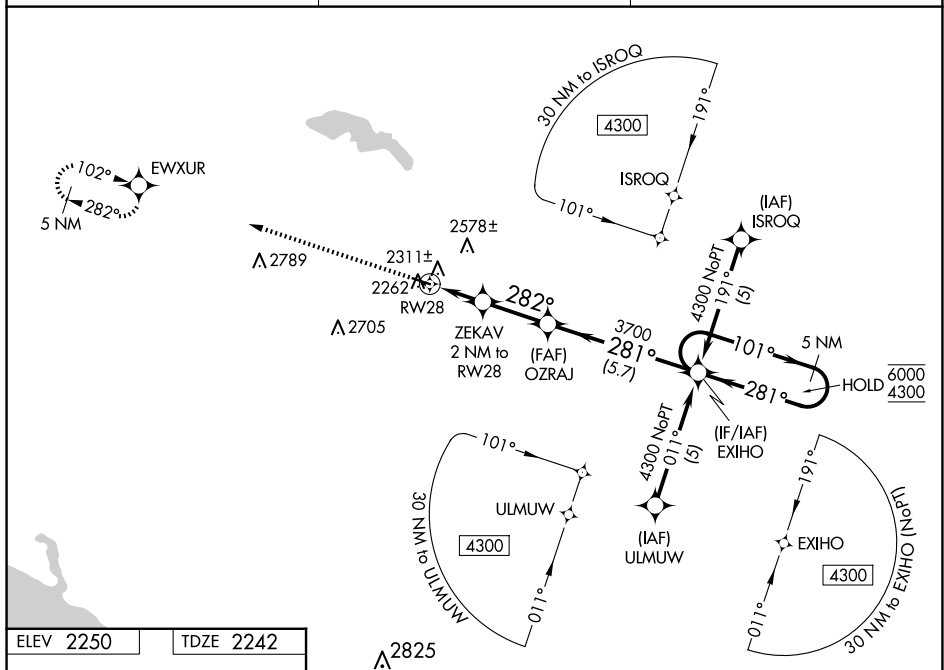 30 NM to ISROQ
4300
191°
ISROQ
101°
102°
EWXUR
282°
5 NM
(IAF)
ISROQ
2578±
2789
2311±
2262
RW28
282°
4300 NoPT
191°
(5)
2705
ZEKAV
2 NM to
RW28
(FAF)
OZRAJ
3700
281°
(5.7)
101°
5 NM
281°
HOLD
6000
4300
(IF/IAF)
EXIHO
4300 NoPT
011°
(5)
(IAF)
ULMUW
101°
ULMUW
4300
30 NM to ULMUW
011°
191°
EXIHO
4300
011°
30 NM to EXIHO (NoPT)
ELEV 2250
TDZE 2242
2825